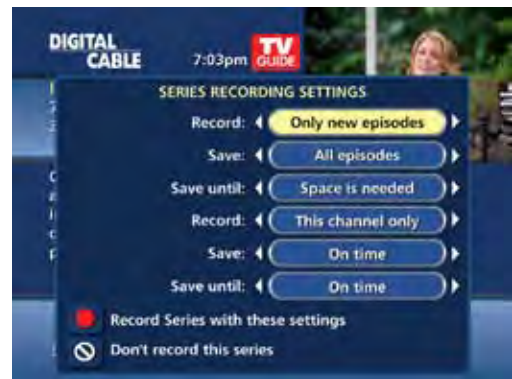 DIGITAL
CABLE
7:03pm
TV
GUIDE
SERIES RECORDING SETTINGS
Record: Only new episodes
Save: All episodes
Save until: Space is needed
Record: This channel only
Save: On time
Save until: On time
Record Series with these settings
Don't record this series